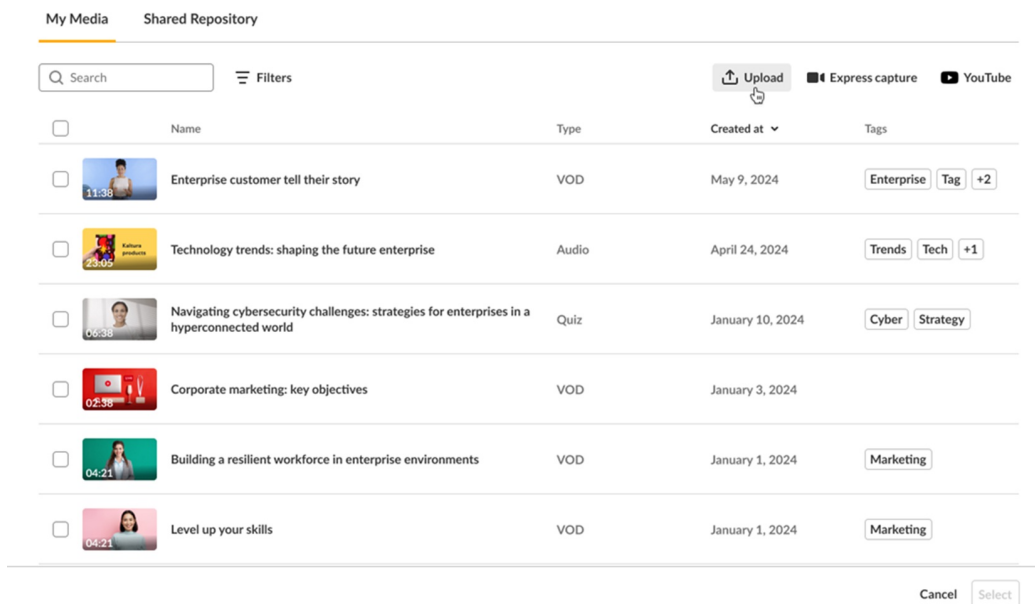 My Media Shared Repository
Search Filters Upload Express capture YouTube
Name Type Created at Tags
11:38 Enterprise customer tell their story VOD May 9, 2024 Enterprise Tag +2
Kaltura
products
23:05 Technology trends: shaping the future enterprise Audio April 24, 2024 Trends Tech +1
Navigating cybersecurity challenges: strategies for enterprises in a
hyperconnected world
06:38 Quiz January 10, 2024 Cyber Strategy
02:38 Corporate marketing: key objectives VOD January 3, 2024
04:21 Building a resilient workforce in enterprise environments VOD January 1, 2024 Marketing
04:21 Level up your skills VOD January 1, 2024 Marketing
Cancel Select